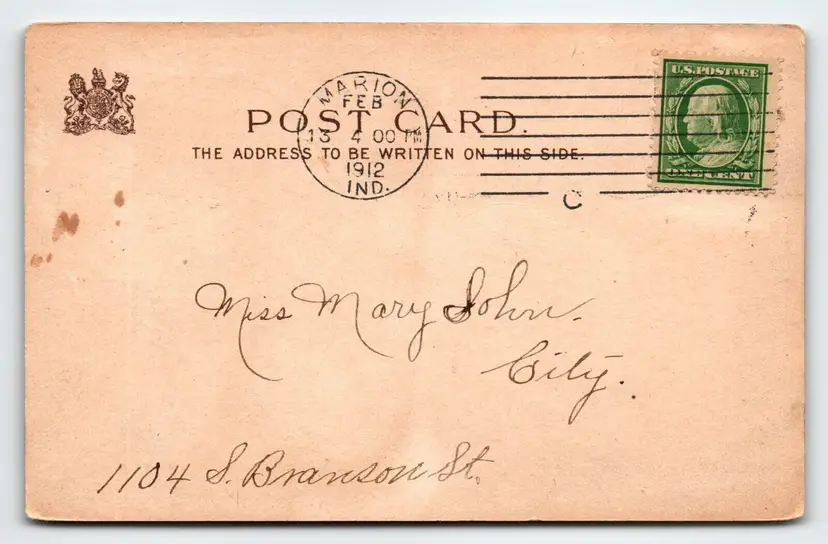 MARION
FEB
13 4 00 PM
1912
IND.
POST CARD.
THE ADDRESS TO BE WRITTEN ON THIS SIDE.
C
U.S. POSTAGE
ONE CENT
Miss Mary John.
City.
1104 S. Branson St.